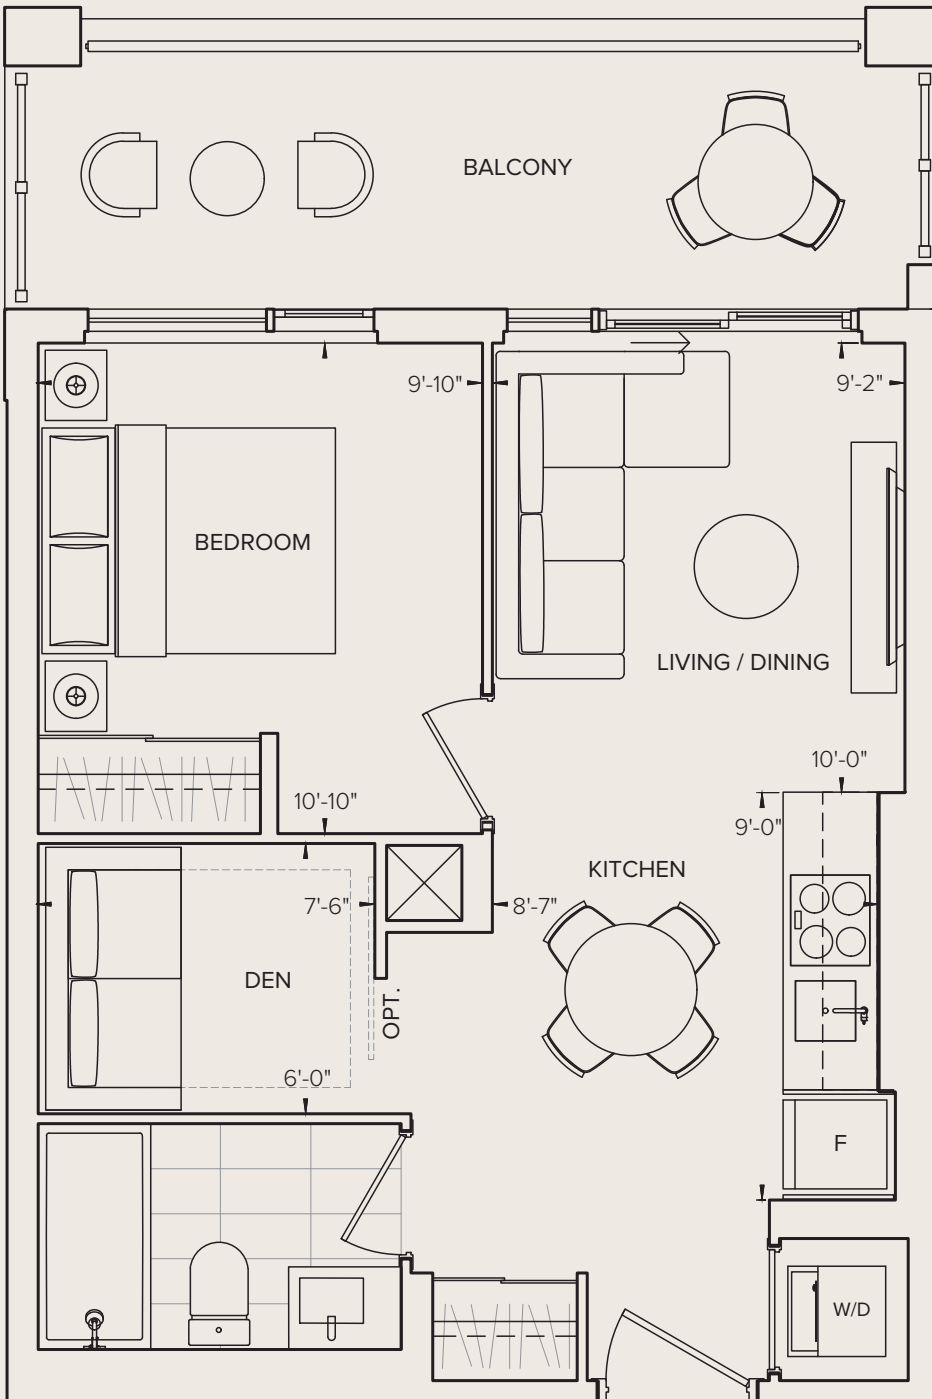 BALCONY
9'-10"
9'-2"
BEDROOM
LIVING / DINING
10'-0"
10'-10"
9'-0"
KITCHEN
7'-6"
8'-7"
DEN
OPT.
6'-0"
F
W/D